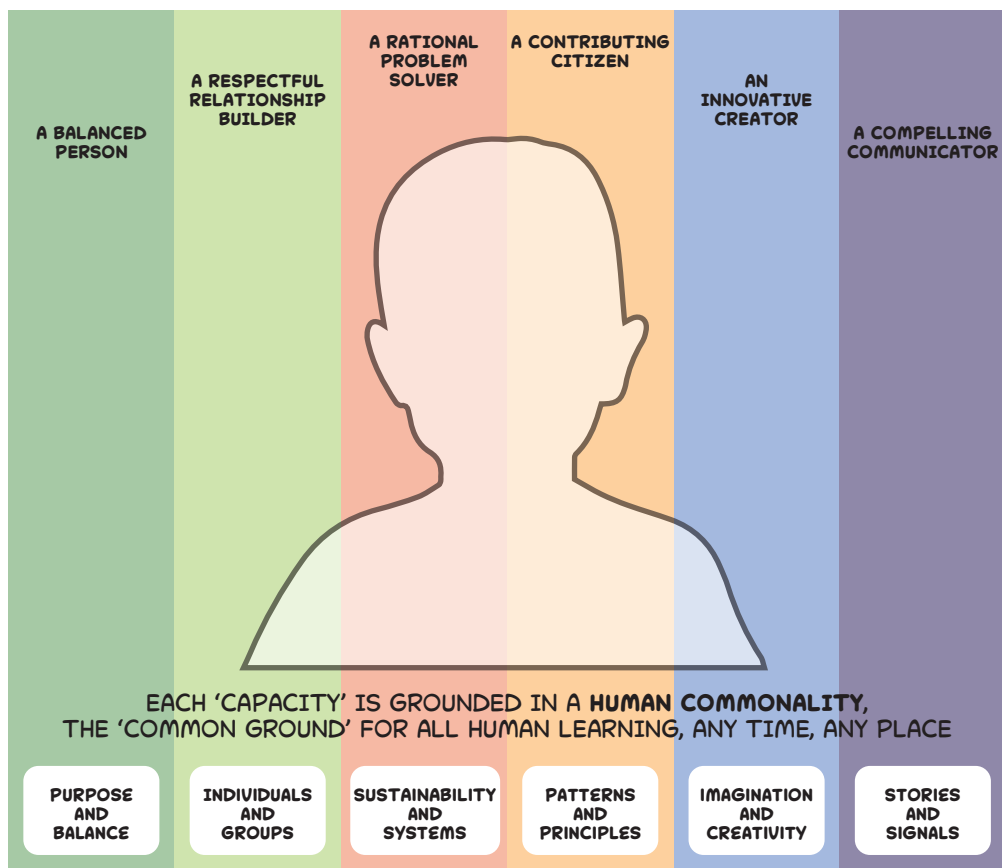 A BALANCED
PERSON
A RESPECTFUL
RELATIONSHIP
BUILDER
A RATIONAL
PROBLEM
SOLVER
A CONTRIBUTING
CITIZEN
AN
INNOVATIVE
CREATOR
A COMPELLING
COMMUNICATOR
EACH ‘CAPACITY’ IS GROUNDED IN A HUMAN COMMONALITY,
THE ‘COMMON GROUND’ FOR ALL HUMAN LEARNING, ANY TIME, ANY PLACE
PURPOSE
AND
BALANCE
INDIVIDUALS
AND
GROUPS
SUSTAINABILITY
AND
SYSTEMS
PATTERNS
AND
PRINCIPLES
IMAGINATION
AND
CREATIVITY
STORIES
AND
SIGNALS